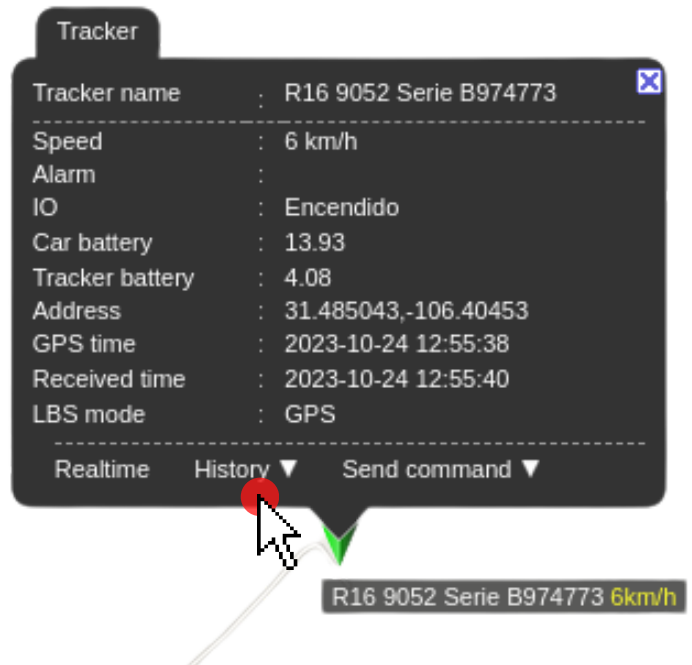 Tracker
Tracker name : R16 9052 Serie B974773
Speed : 6 km/h
Alarm :
IO : Encendido
Car battery : 13.93
Tracker battery : 4.08
Address : 31.485043,-106.40453
GPS time : 2023-10-24 12:55:38
Received time : 2023-10-24 12:55:40
LBS mode : GPS
Realtime History ▼ Send command ▼
R16 9052 Serie B974773 6km/h